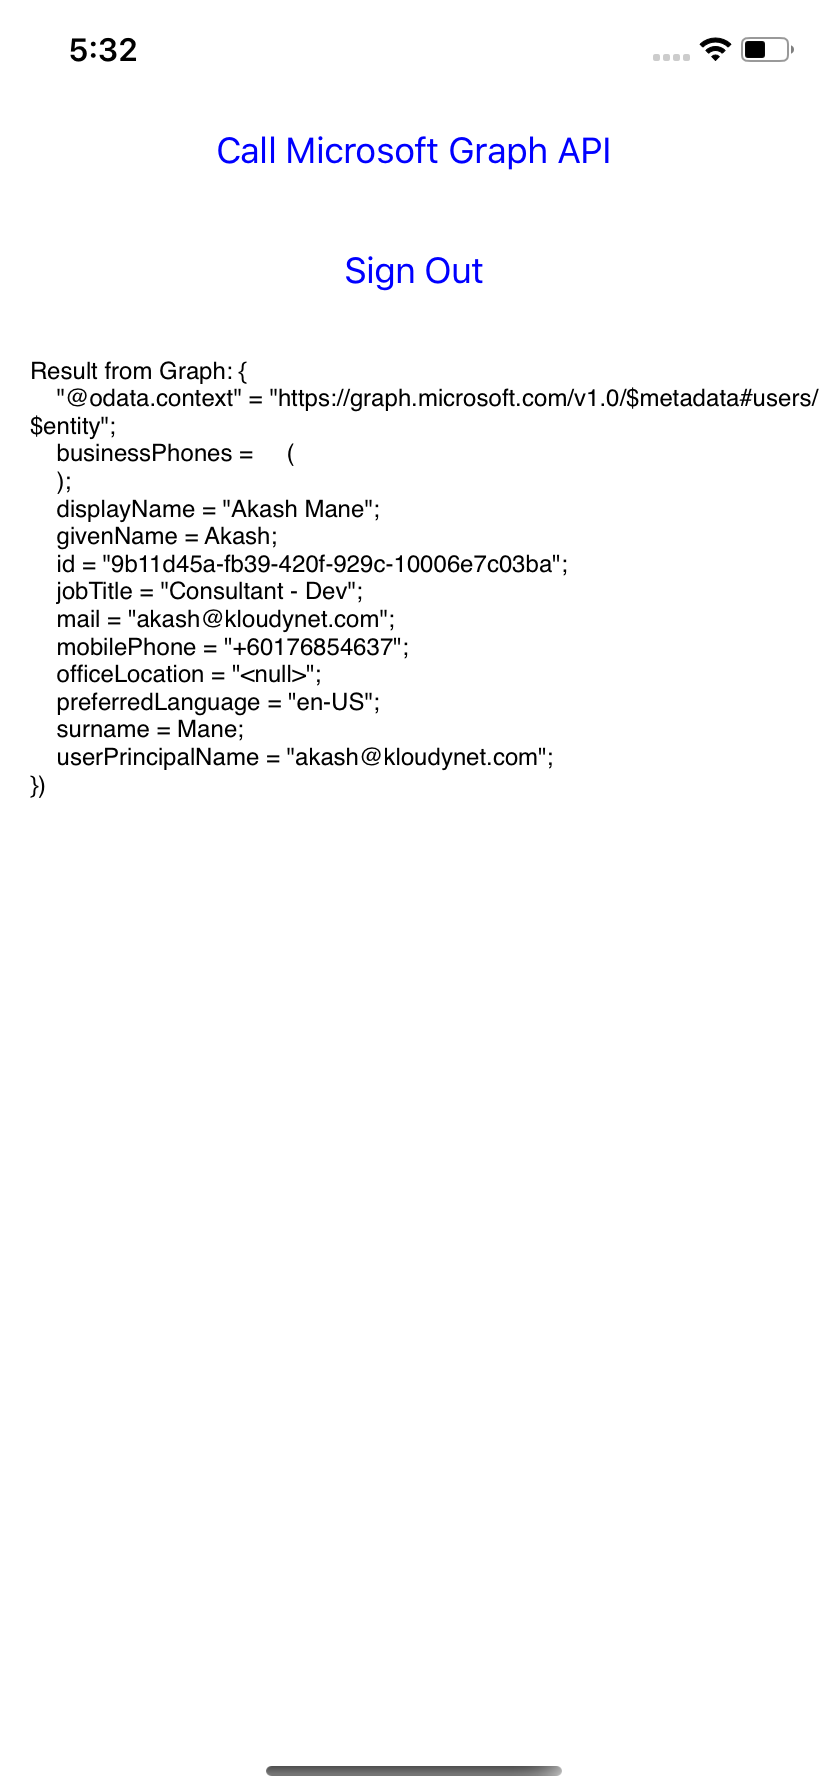 5:32
Call Microsoft Graph API
Sign Out
Result from Graph: {
    "@odata.context" = "https://graph.microsoft.com/v1.0/$metadata#users/
$entity";
    businessPhones =     (
    );
    displayName = "Akash Mane";
    givenName = Akash;
    id = "9b11d45a-fb39-420f-929c-10006e7c03ba";
    jobTitle = "Consultant - Dev";
    mail = "akash@kloudynet.com";
    mobilePhone = "+60176854637";
    officeLocation = "<null>";
    preferredLanguage = "en-US";
    surname = Mane;
    userPrincipalName = "akash@kloudynet.com";
})